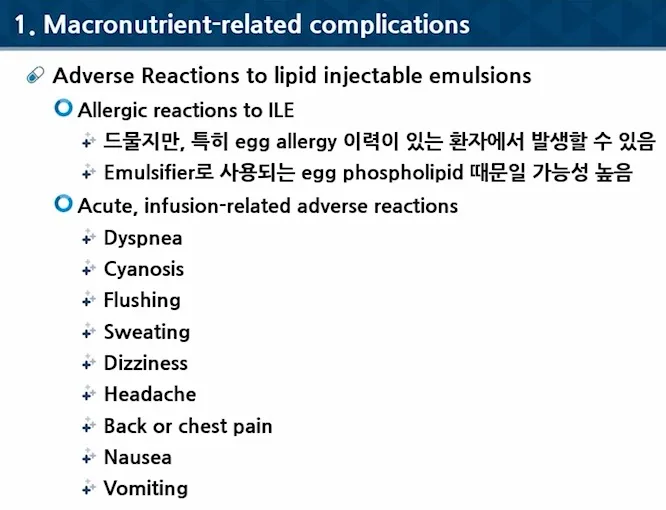 1. Macronutrient-related complications
Adverse Reactions to lipid injectable emulsions
Allergic reactions to ILE
드물지만, 특히 egg allergy 이력이 있는 환자에서 발생할 수 있음
Emulsifier로 사용되는 egg phospholipid 때문일 가능성 높음
Acute, infusion-related adverse reactions
Dyspnea
Cyanosis
Flushing
Sweating
Dizziness
Headache
Back or chest pain
Nausea
Vomiting